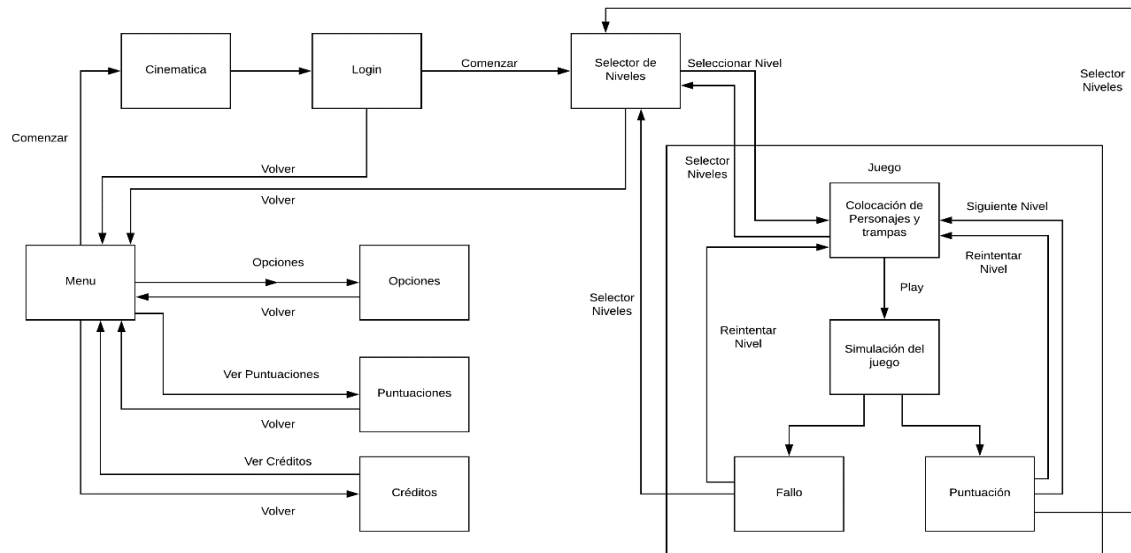 Cinematica
Login
Comenzar
Selector de
Niveles
Seleccionar Nivel
Selector
Niveles
Comenzar
Volver
Volver
Selector
Niveles
Juego
Colocación de
Personajes y
trampas
Siguiente Nivel
Reintentar
Nivel
Menu
Opciones
Opciones
Volver
Selector
Niveles
Play
Reintentar
Nivel
Simulación del
juego
Ver Puntuaciones
Puntuaciones
Volver
Ver Créditos
Créditos
Volver
Fallo
Puntuación